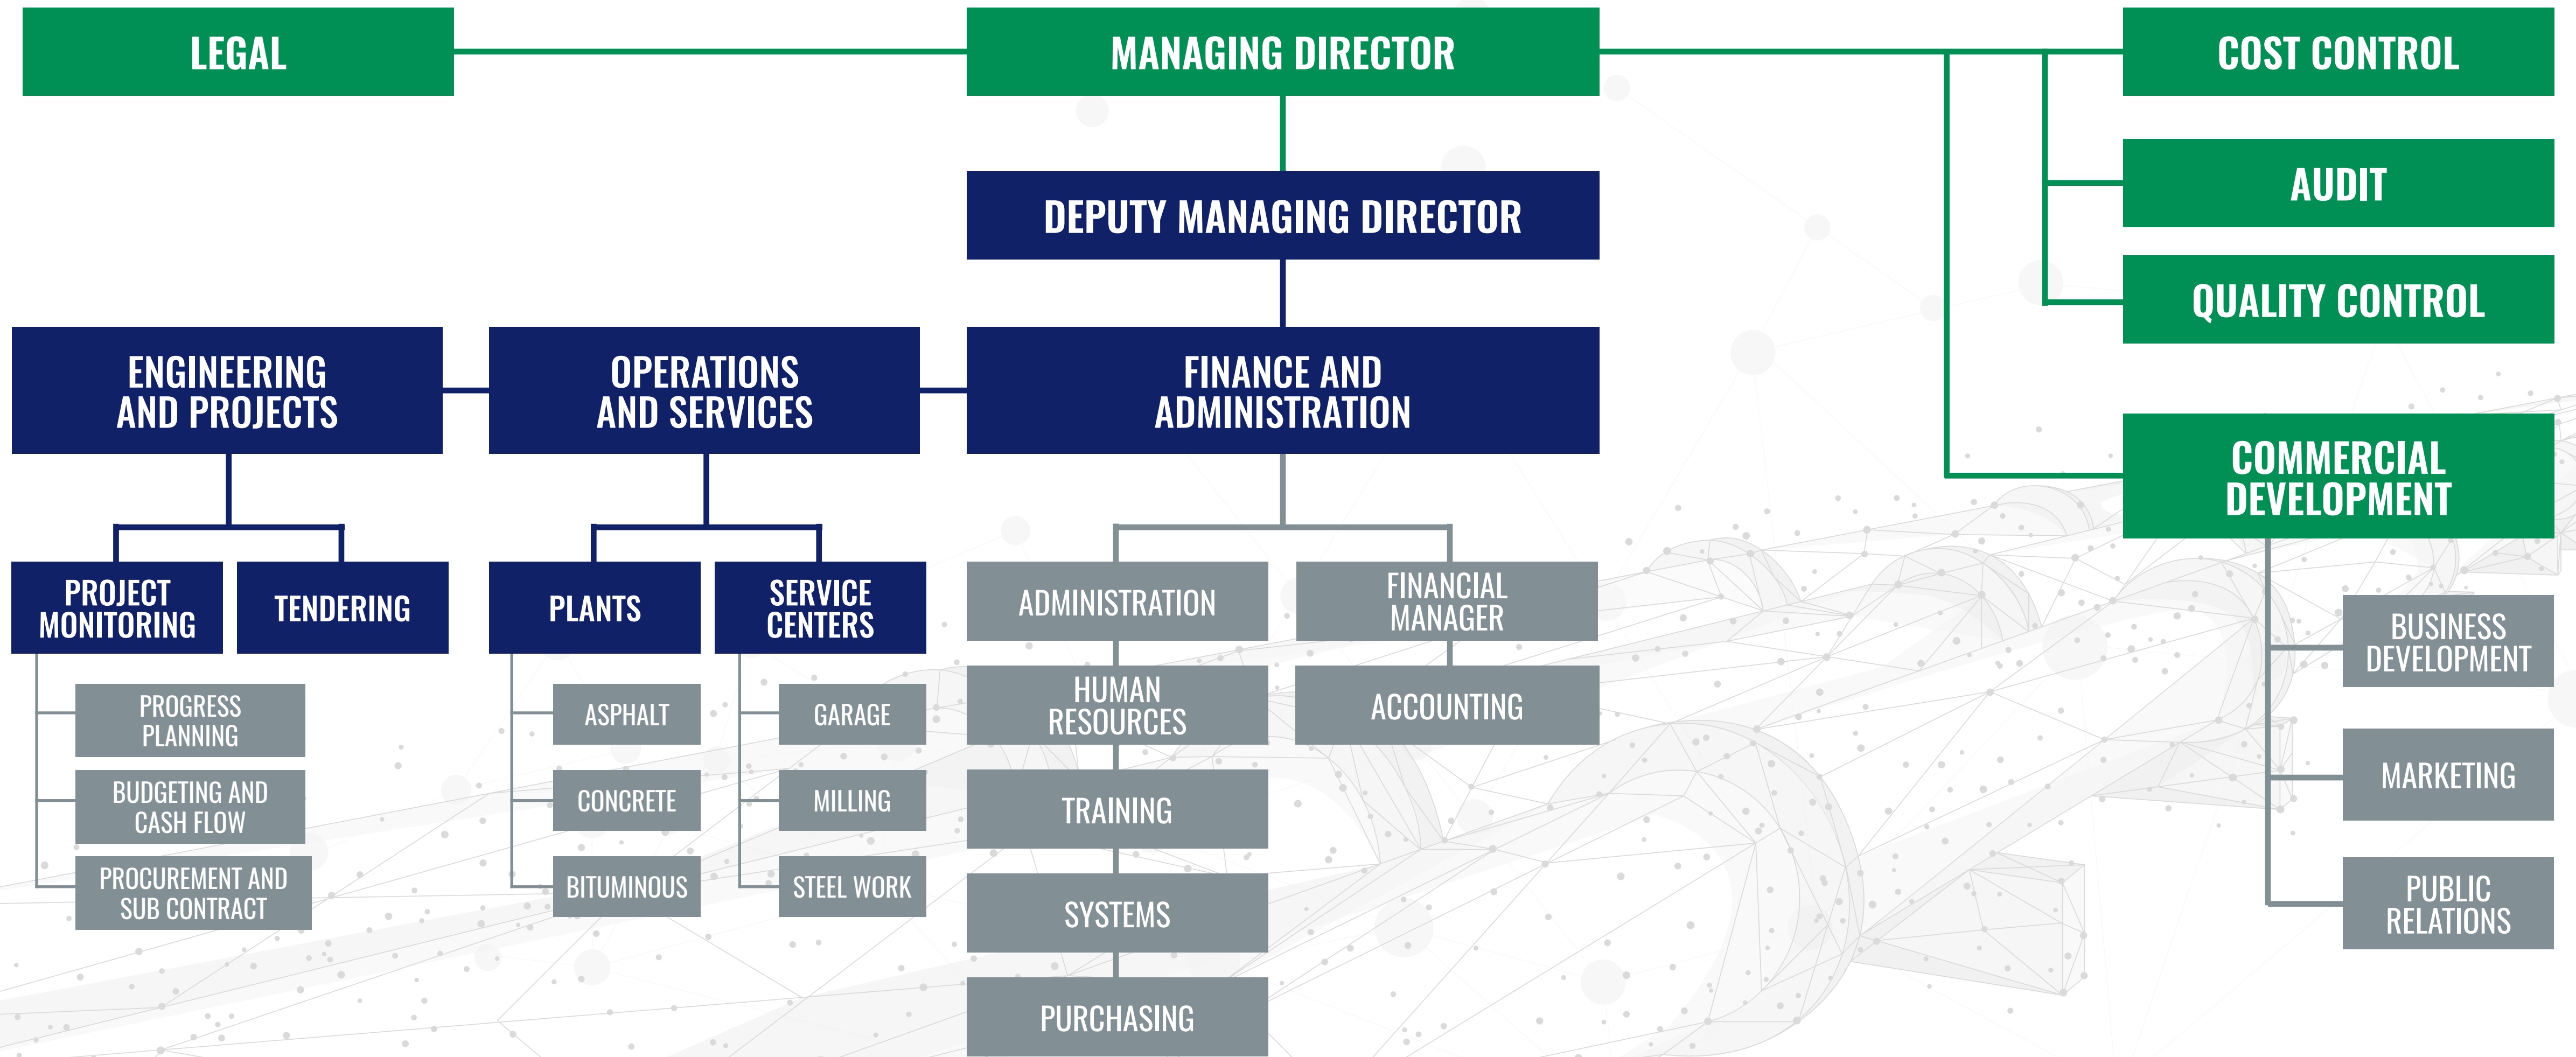 LEGAL
MANAGING DIRECTOR
COST CONTROL
AUDIT
QUALITY CONTROL
DEPUTY MANAGING DIRECTOR
ENGINEERING
AND PROJECTS
OPERATIONS
AND SERVICES
FINANCE AND
ADMINISTRATION
COMMERCIAL
DEVELOPMENT
PROJECT
MONITORING
TENDERING
PLANTS
SERVICE
CENTERS
ADMINISTRATION
FINANCIAL
MANAGER
PROGRESS
PLANNING
BUDGETING AND
CASH FLOW
PROCUREMENT AND
SUB CONTRACT
ASPHALT
CONCRETE
BITUMINOUS
GARAGE
MILLING
STEEL WORK
HUMAN
RESOURCES
TRAINING
SYSTEMS
PURCHASING
ACCOUNTING
BUSINESS
DEVELOPMENT
MARKETING
PUBLIC
RELATIONS